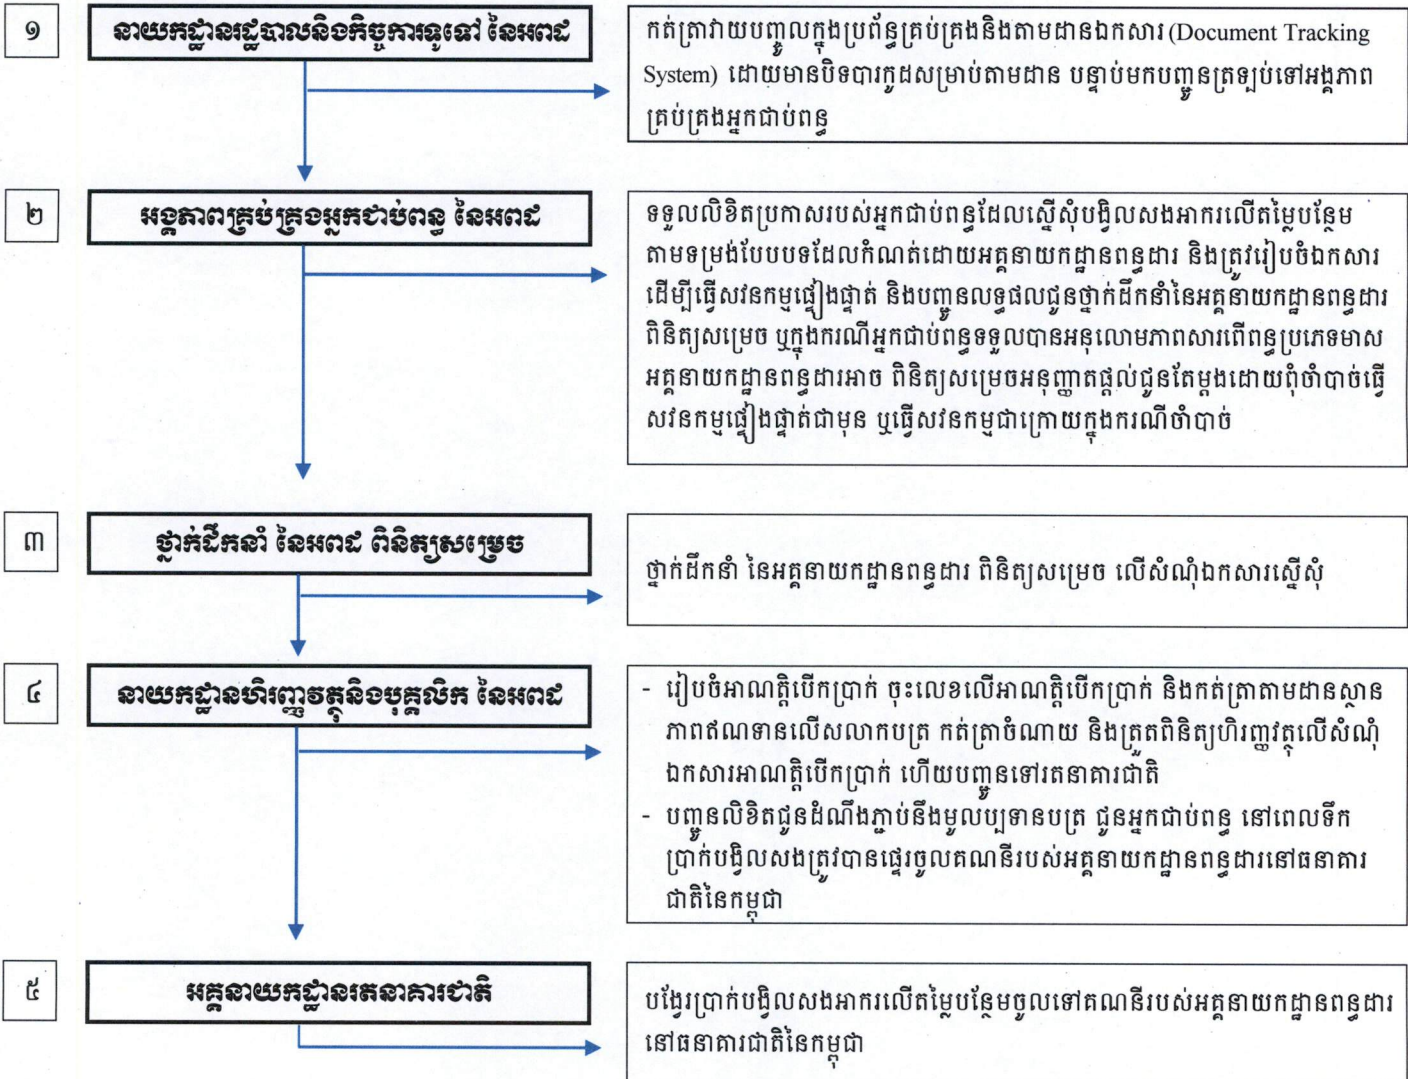 ១
នាយកដ្ឋានរដ្ឋបាលនិងកិច្ចការទូទៅ នៃអពដ
កត់ត្រាវាយបញ្ចូលក្នុងប្រព័ន្ធគ្រប់គ្រងនិងតាមដានឯកសារ (Document Tracking
System) ដោយមានបិទបារកូដសម្រាប់តាមដាន បន្ទាប់មកបញ្ជូនត្រឡប់ទៅអង្គភាព
គ្រប់គ្រងអ្នកជាប់ពន្ធ
២
អង្គភាពគ្រប់គ្រងអ្នកជាប់ពន្ធ នៃអពដ
ទទួលលិខិតប្រកាសរបស់អ្នកជាប់ពន្ធដែលស្នើសុំបង្វិលសងអាករលើតម្លៃបន្ថែម
តាមទម្រង់បែបបទដែលកំណត់ដោយអគ្គនាយកដ្ឋានពន្ធដារ និងត្រូវរៀបចំឯកសារ
ដើម្បីធ្វើសវនកម្មផ្ទៀងផ្ទាត់ និងបញ្ជូនលទ្ធផលជូនថ្នាក់ដឹកនាំនៃអគ្គនាយកដ្ឋានពន្ធដារ
ពិនិត្យសម្រេច ឬក្នុងករណីអ្នកជាប់ពន្ធទទួលបានអនុលោមភាពសារពើពន្ធប្រភេទមាស
អគ្គនាយកដ្ឋានពន្ធដារអាច ពិនិត្យសម្រេចអនុញ្ញាតផ្តល់ជូនតែម្តងដោយពុំចាំបាច់ធ្វើ
សវនកម្មផ្ទៀងផ្ទាត់ជាមុន ឬធ្វើសវនកម្មជាក្រោយក្នុងករណីចាំបាច់
៣
ថ្នាក់ដឹកនាំ នៃអពដ ពិនិត្យសម្រេច
ថ្នាក់ដឹកនាំ នៃអគ្គនាយកដ្ឋានពន្ធដារ ពិនិត្យសម្រេច លើសំណុំឯកសារស្នើសុំ
៤
នាយកដ្ឋានហិរញ្ញវត្ថុនិងបុគ្គលិក នៃអពដ
- រៀបចំអាណត្តិបើកប្រាក់ ចុះលេខលើអាណត្តិបើកប្រាក់ និងកត់ត្រាតាមដានស្ថាន
ភាពឥណទានលើសលាកបត្រ កត់ត្រាចំណាយ និងត្រួតពិនិត្យហិរញ្ញវត្ថុលើសំណុំ
ឯកសារអាណត្តិបើកប្រាក់ ហើយបញ្ជូនទៅរតនាគារជាតិ
- បញ្ជូនលិខិតជូនដំណឹងភ្ជាប់នឹងមូលប្បទានបត្រ ជូនអ្នកជាប់ពន្ធ នៅពេលទឹក
ប្រាក់បង្វិលសងត្រូវបានផ្ទេរចូលគណនីរបស់អគ្គនាយកដ្ឋានពន្ធដារនៅធនាគារ
ជាតិនៃកម្ពុជា
៥
អគ្គនាយកដ្ឋានរតនាគារជាតិ
បង្វែរប្រាក់បង្វិលសងអាករលើតម្លៃបន្ថែមចូលទៅគណនីរបស់អគ្គនាយកដ្ឋានពន្ធដារ
នៅធនាគារជាតិនៃកម្ពុជា